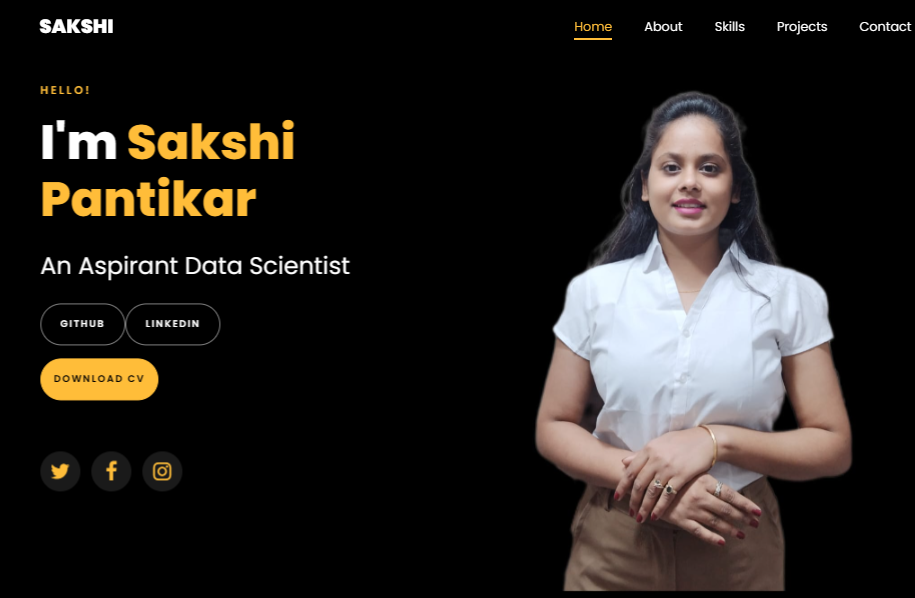 SAKSHI
Home About Skills Projects Contact
HELLO!
I'm Sakshi
Pantikar
An Aspirant Data Scientist
GITHUB LINKEDIN
DOWNLOAD CV